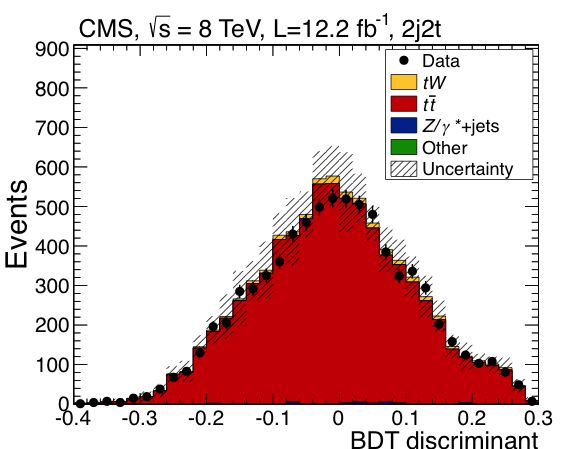 CMS, √s = 8 TeV, L=12.2 fb⁻¹, 2j2t
Events
900
800
700
600
500
400
300
200
100
0
Data
tW
tt̄
Z/γ*+jets
Other
Uncertainty
-0.4 -0.3 -0.2 -0.1 0 0.1 0.2 0.3
BDT discriminant